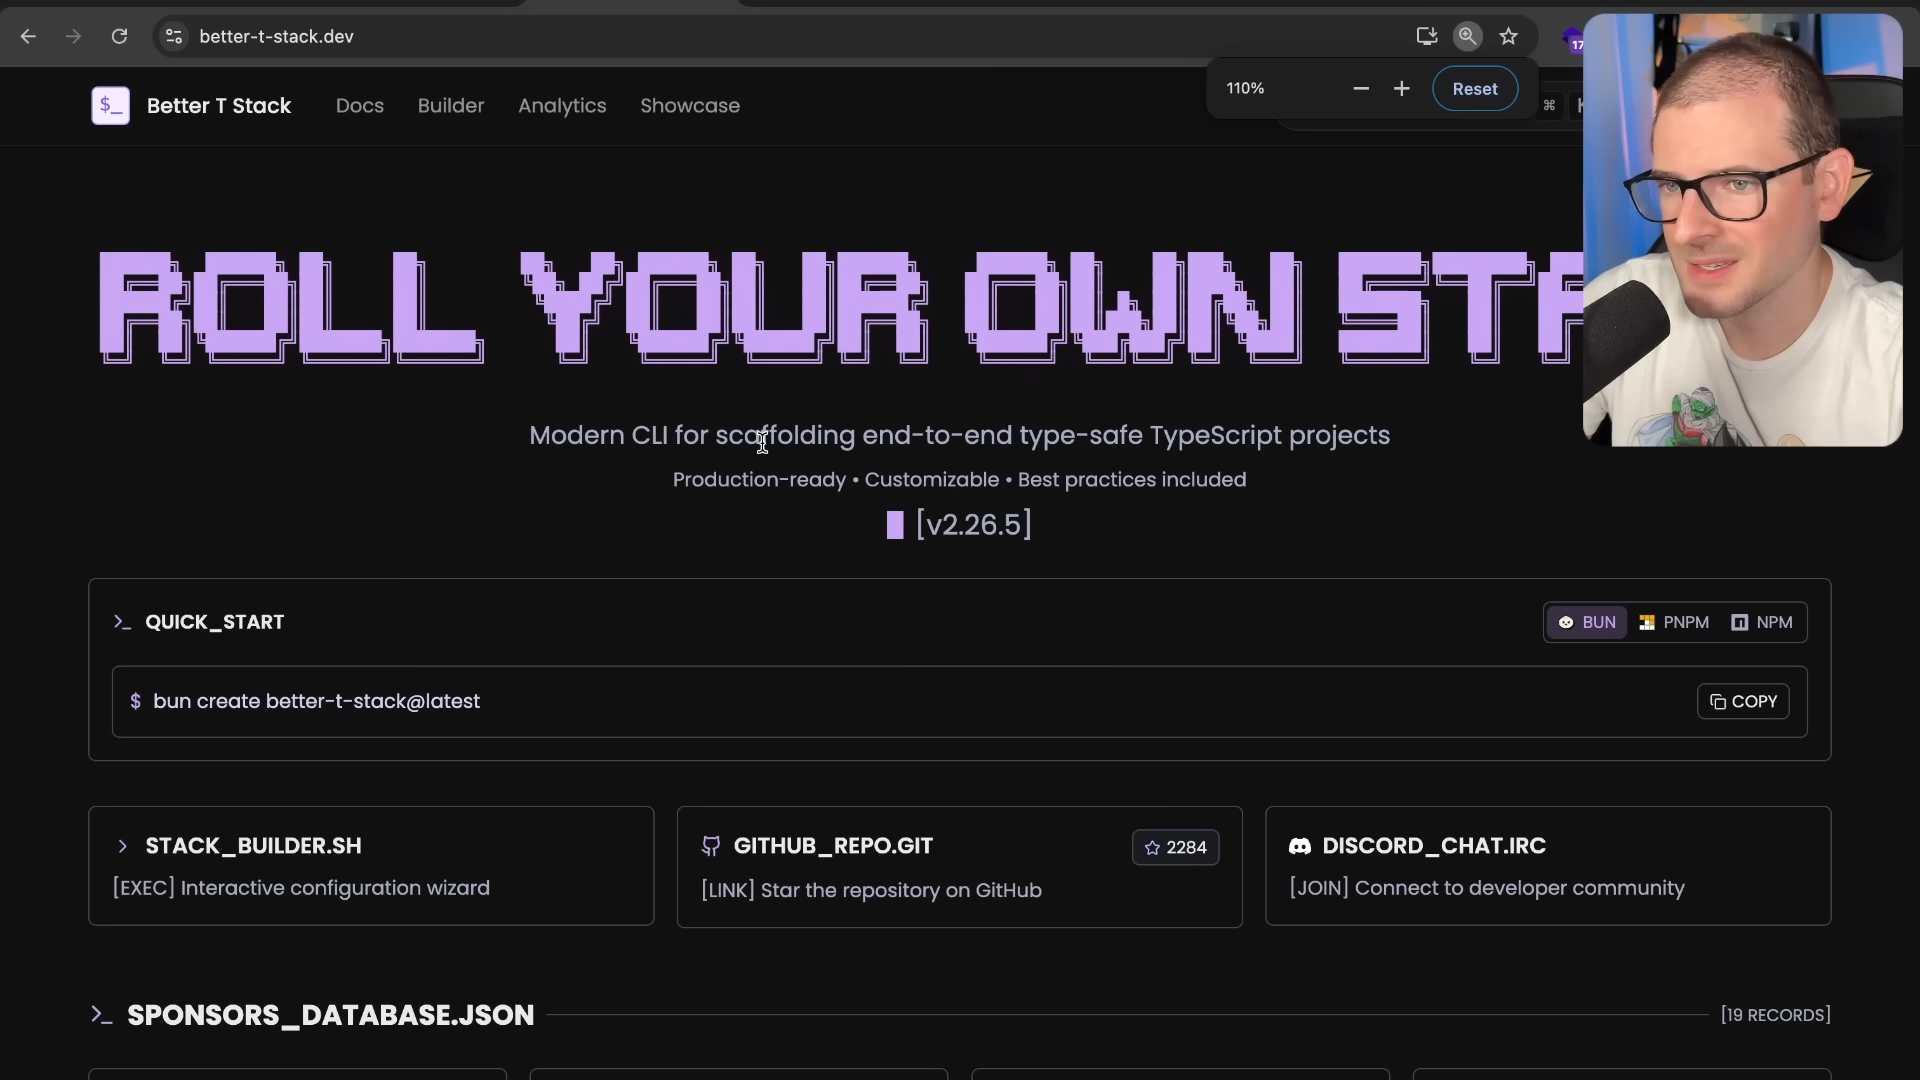 better-t-stack.dev
17
110%
Reset
$_ Better T Stack
Docs
Builder
Analytics
Showcase
⌘
ROLL YOUR OWN
Modern CLI for scaffolding end-to-end type-safe TypeScript projects
Production-ready • Customizable • Best practices included
[v2.26.5]
>_ QUICK_START
BUN
PNPM
NPM
$ bun create better-t-stack@latest
COPY
> STACK_BUILDER.SH
[EXEC] Interactive configuration wizard
GITHUB_REPO.GIT
2284
[LINK] Star the repository on GitHub
DISCORD_CHAT.IRC
[JOIN] Connect to developer community
>_ SPONSORS_DATABASE.JSON
[19 RECORDS]